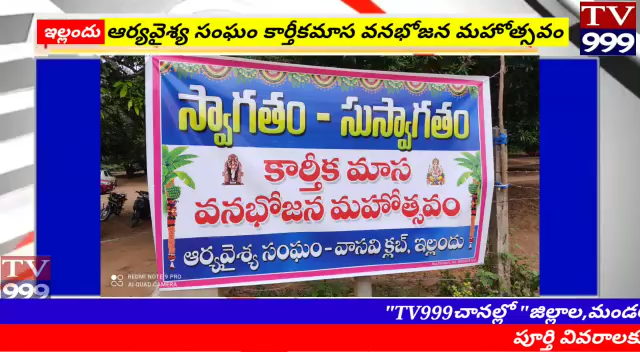 ఇల్లందు ఆర్యవైశ్య సంఘం కార్తీకమాస వనభోజన మహోత్సవం
TV
999
స్వాగతం - సుస్వాగతం
కార్తీక మాస
వనభోజన మహోత్సవం
ఆర్యవైశ్య సంఘం-వాసవి క్లబ్, ఇల్లందు
TV
999
REDMI NOTE 9 PRO
AI QUAD CAMERA
"TV999చానల్లో "జిల్లాల,మండ
పూర్తి వివరాలక